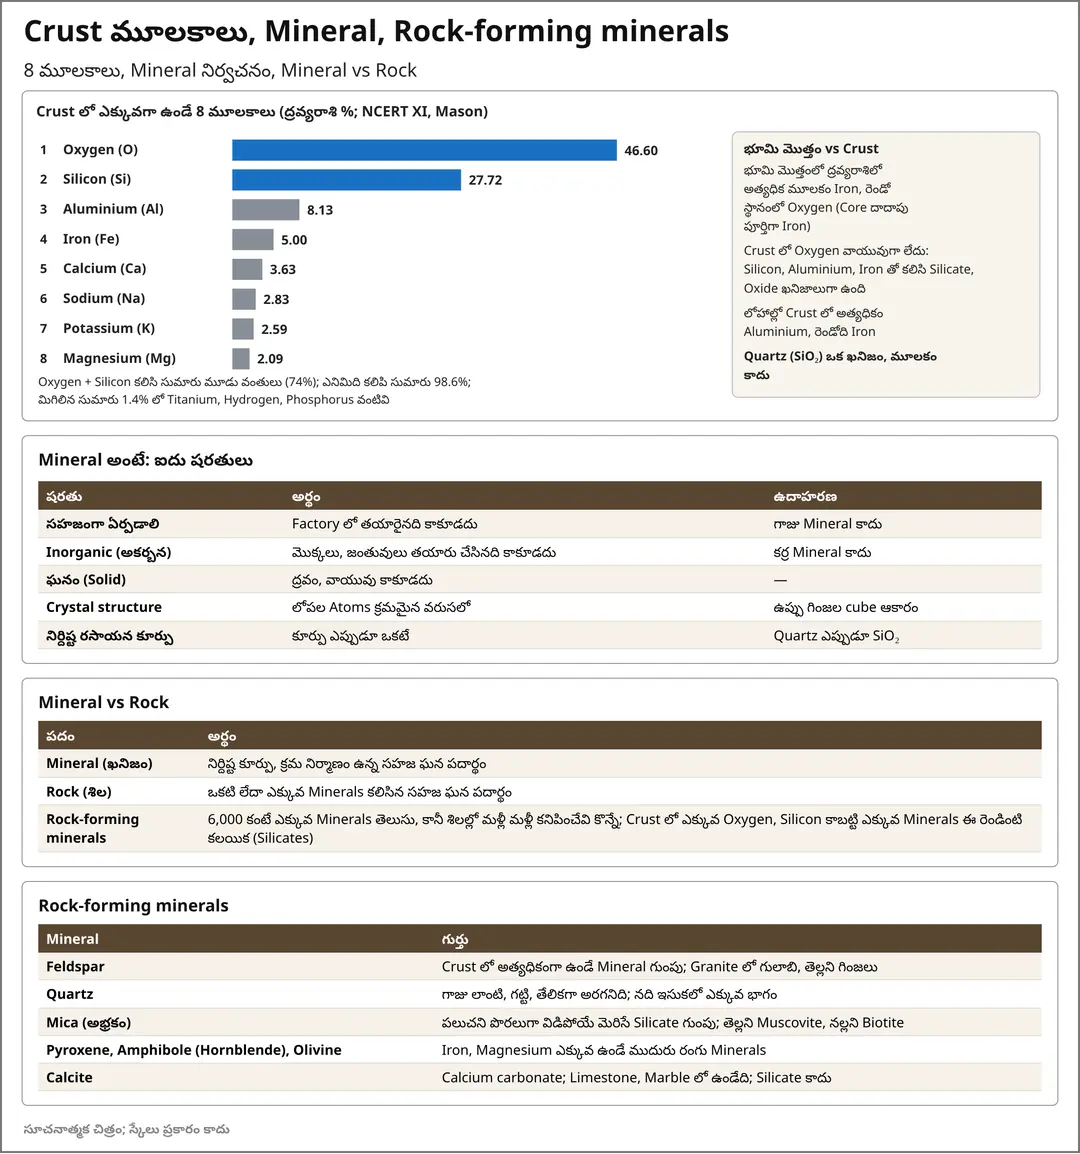 Crust మూలకాలు, Mineral, Rock-forming minerals
8 మూలకాలు, Mineral నిర్వచనం, Mineral vs Rock
Crust లో ఎక్కువగా ఉండే 8 మూలకాలు (ద్రవ్యరాశి %; NCERT XI, Mason)
1 Oxygen (O) 46.60
2 Silicon (Si) 27.72
3 Aluminium (Al) 8.13
4 Iron (Fe) 5.00
5 Calcium (Ca) 3.63
6 Sodium (Na) 2.83
7 Potassium (K) 2.59
8 Magnesium (Mg) 2.09
Oxygen + Silicon కలిసి సుమారు మూడు వంతులు (74%); ఎనిమిది కలిపి సుమారు 98.6%;
మిగిలిన సుమారు 1.4% లో Titanium, Hydrogen, Phosphorus వంటివి
భూమి మొత్తం vs Crust
భూమి మొత్తంలో ద్రవ్యరాశిలో
అత్యధిక మూలకం Iron, రెండో
స్థానంలో Oxygen (Core దాదాపు
పూర్తిగా Iron)
Crust లో Oxygen వాయువుగా లేదు:
Silicon, Aluminium, Iron తో కలిసి Silicate,
Oxide ఖనిజాలుగా ఉంది
లోహాల్లో Crust లో అత్యధికం
Aluminium, రెండోది Iron
Quartz (SiO₂) ఒక ఖనిజం, మూలకం
కాదు
Mineral అంటే: ఐదు షరతులు
షరతు అర్థం ఉదాహరణ
సహజంగా ఏర్పడాలి Factory లో తయారైనది కాకూడదు గాజు Mineral కాదు
Inorganic (అకర్బన) మొక్కలు, జంతువులు తయారు చేసినది కాకూడదు కర్ర Mineral కాదు
ఘనం (Solid) ద్రవం, వాయువు కాకూడదు —
Crystal structure లోపల Atoms క్రమమైన వరుసలో ఉప్పు గింజల cube ఆకారం
నిర్దిష్ట రసాయన కూర్పు కూర్పు ఎప్పుడూ ఒకటే Quartz ఎప్పుడూ SiO₂
Mineral vs Rock
పదం అర్థం
Mineral (ఖనిజం) నిర్దిష్ట కూర్పు, క్రమ నిర్మాణం ఉన్న సహజ ఘన పదార్థం
Rock (శిల) ఒకటి లేదా ఎక్కువ Minerals కలిసిన సహజ ఘన పదార్థం
Rock-forming 6,000 కంటే ఎక్కువ Minerals తెలుసు, కానీ శిలల్లో మళ్లీ మళ్లీ కనిపించేవి కొన్నే; Crust లో ఎక్కువ Oxygen, Silicon కాబట్టి ఎక్కువ Minerals ఈ రెండింటి
minerals కలయిక (Silicates)
Rock-forming minerals
Mineral గుర్తు
Feldspar Crust లో అత్యధికంగా ఉండే Mineral గుంపు; Granite లో గులాబి, తెల్లని గింజలు
Quartz గాజు లాంటి, గట్టి, తేలికగా అరగనిది; నది ఇసుకలో ఎక్కువ భాగం
Mica (అభ్రకం) పలుచని పొరలుగా విడిపోయే మెరిసే Silicate గుంపు; తెల్లని Muscovite, నల్లని Biotite
Pyroxene, Amphibole (Hornblende), Olivine Iron, Magnesium ఎక్కువ ఉండే ముదురు రంగు Minerals
Calcite Calcium carbonate; Limestone, Marble లో ఉండేది; Silicate కాదు
సూచనాత్మక చిత్రం; స్కేలు ప్రకారం కాదు